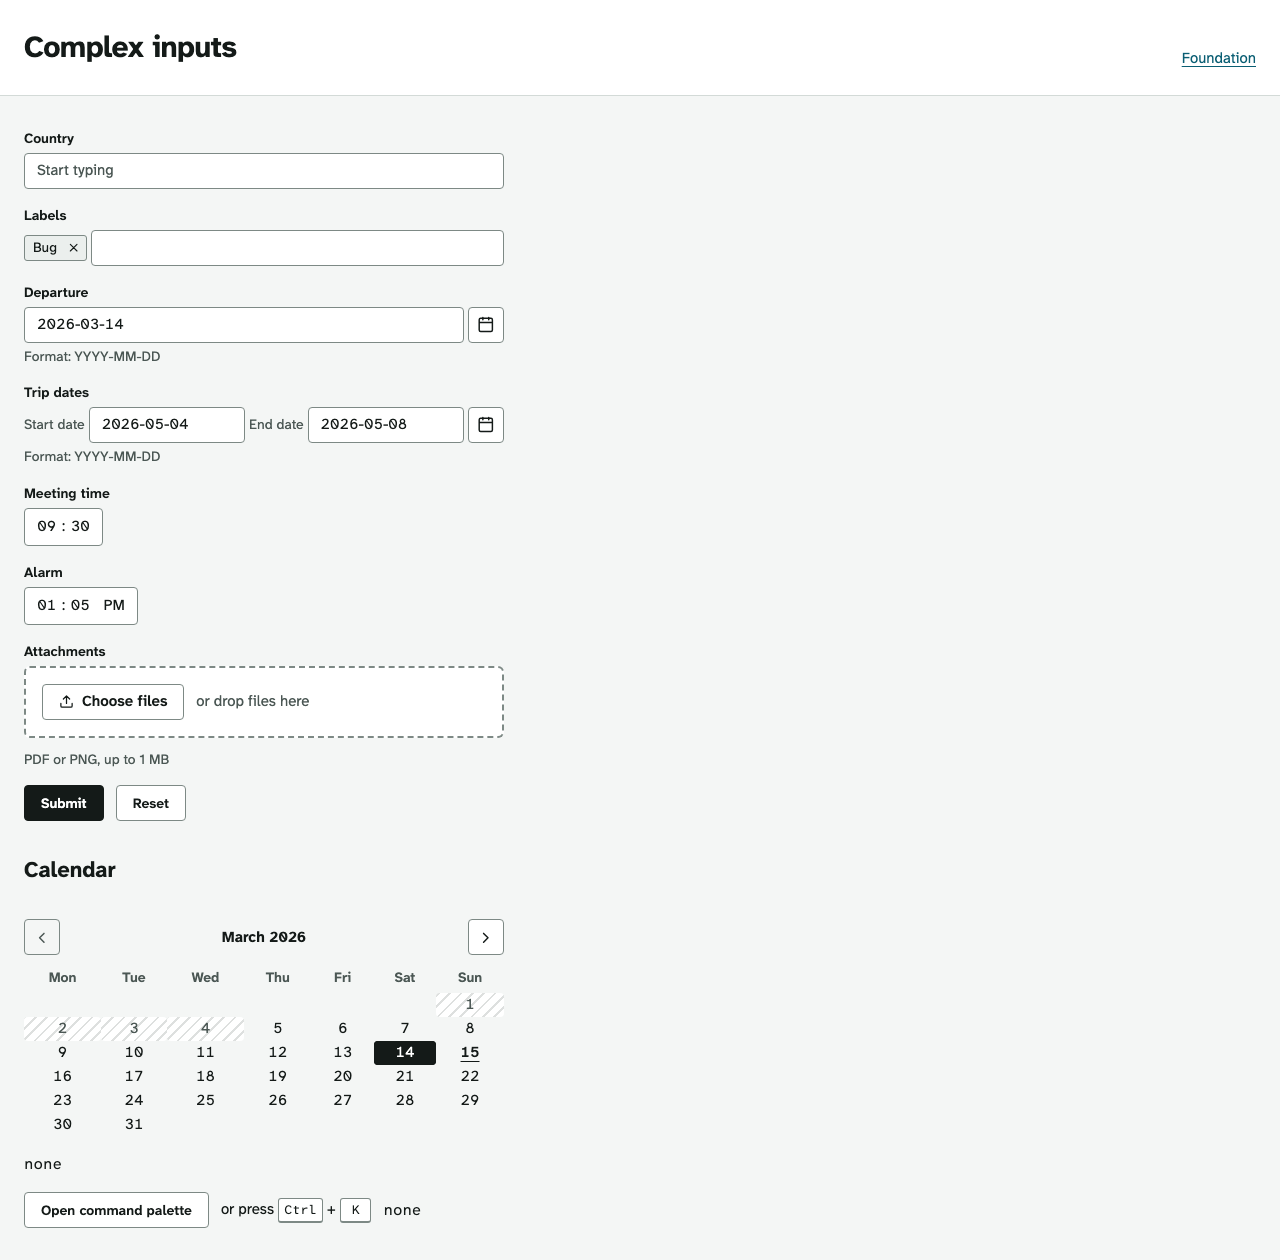 Complex inputs
Foundation
Country
Start typing
Labels
Bug ×
Departure
2026-03-14
Format: YYYY-MM-DD
Trip dates
Start date 2026-05-04 End date 2026-05-08
Format: YYYY-MM-DD
Meeting time
09 : 30
Alarm
01 : 05 PM
Attachments
Choose files or drop files here
PDF or PNG, up to 1 MB
Submit Reset
Calendar
March 2026
Mon Tue Wed Thu Fri Sat Sun
1
2 3 4 5 6 7 8
9 10 11 12 13 14 15
16 17 18 19 20 21 22
23 24 25 26 27 28 29
30 31
none
Open command palette or press Ctrl + K none